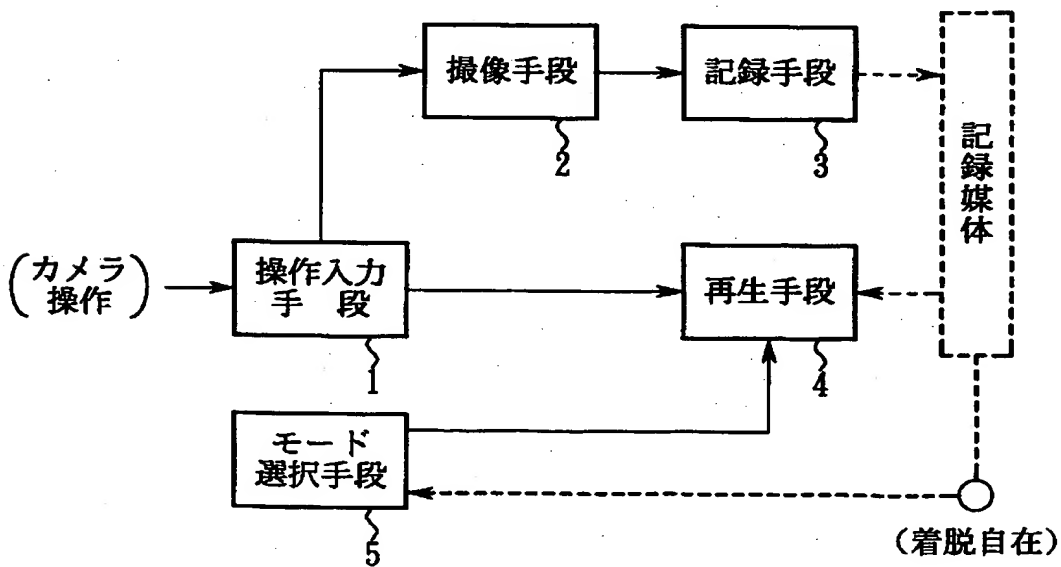 撮像手段
2
記録手段
3
記録媒体
(カメラ
操作)
操作入力
手 段
1
再生手段
4
モード
選択手段
5
(着脱自在)